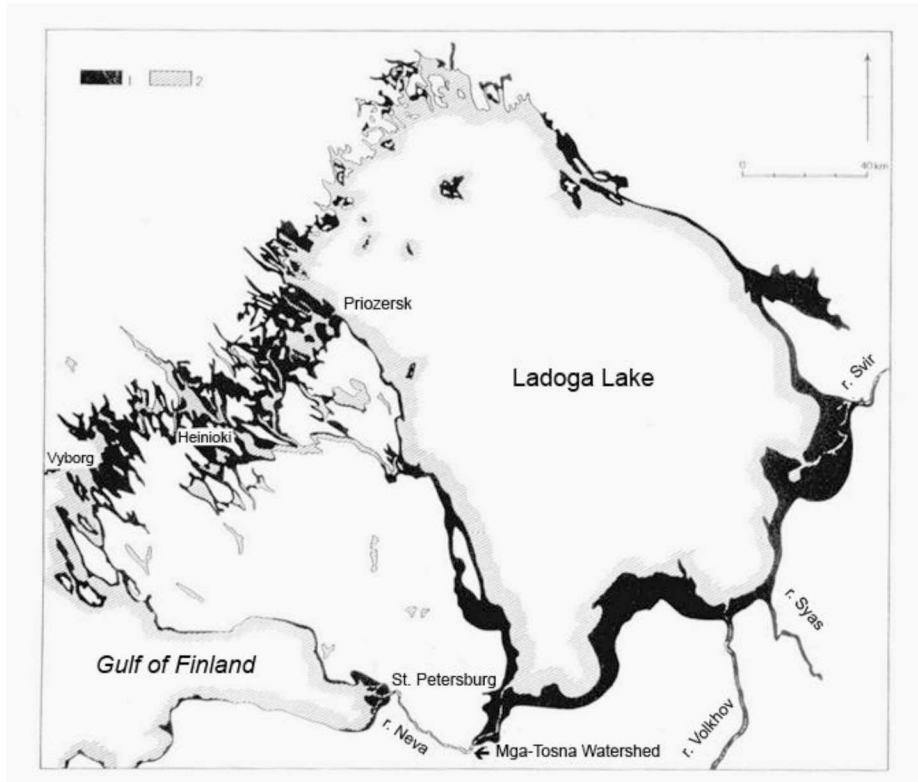 1
2
0
40 km
Priozersk
Ladoga Lake
r. Svir
Heinioki
Vyborg
r. Syas
Gulf of Finland
St. Petersburg
r. Neva
Mga-Tosna Watershed
r. Volkhov